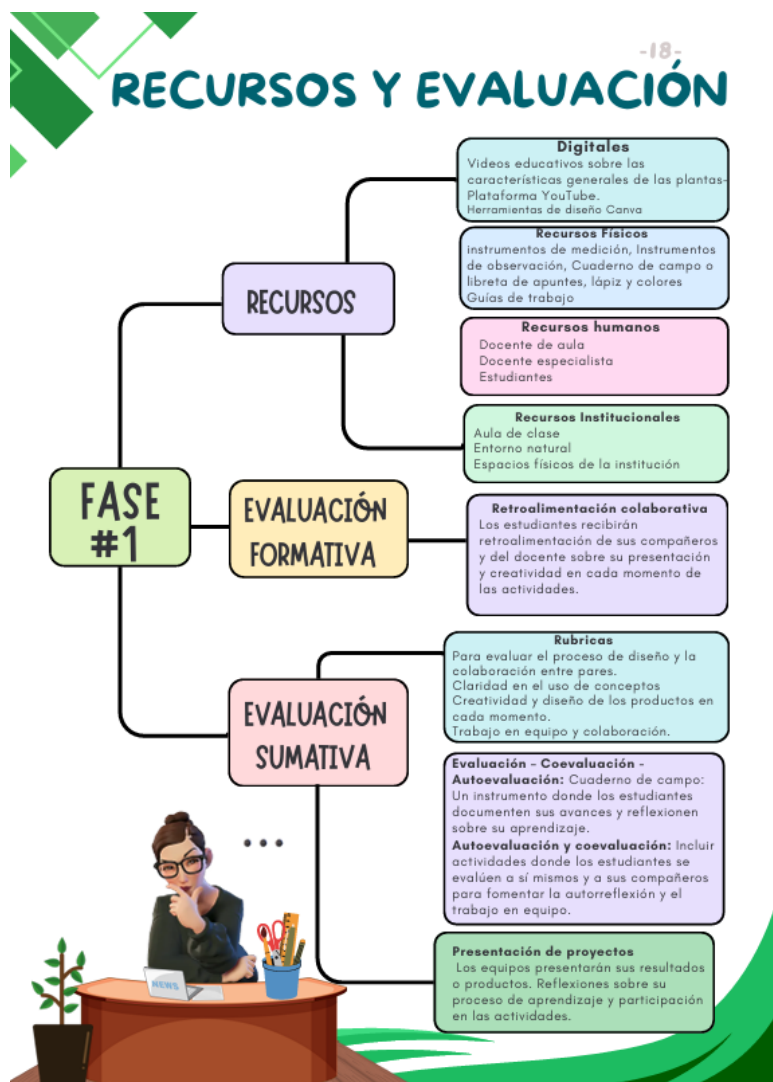 -18-
RECURSOS Y EVALUACIÓN
Digitales
Videos educativos sobre las
características generales de las plantas-
Plataforma YouTube.
Herramientas de diseño Canva
Recursos Físicos
instrumentos de medición, Instrumentos
de observación, Cuaderno de campo o
libreta de apuntes, lápiz y colores
Guías de trabajo
RECURSOS
Recursos humanos
Docente de aula
Docente especialista
Estudiantes
Recursos Institucionales
Aula de clase
Entorno natural
Espacios físicos de la institución
FASE
#1
EVALUACIÓN
FORMATIVA
Retroalimentación colaborativa
Los estudiantes recibirán
retroalimentación de sus compañeros
y del docente sobre su presentación
y creatividad en cada momento de
las actividades.
EVALUACIÓN
SUMATIVA
Rubricas
Para evaluar el proceso de diseño y la
colaboración entre pares.
Claridad en el uso de conceptos
Creatividad y diseño de los productos en
cada momento.
Trabajo en equipo y colaboración.
Evaluación - Coevaluación -
Autoevaluación: Cuaderno de campo:
Un instrumento donde los estudiantes
documenten sus avances y reflexionen
sobre su aprendizaje.
Autoevaluación y coevaluación: Incluir
actividades donde los estudiantes se
evalúen a sí mismos y a sus compañeros
para fomentar la autorreflexión y el
trabajo en equipo.
Presentación de proyectos
Los equipos presentarán sus resultados
o productos. Reflexiones sobre su
proceso de aprendizaje y participación
en las actividades.
NEWS